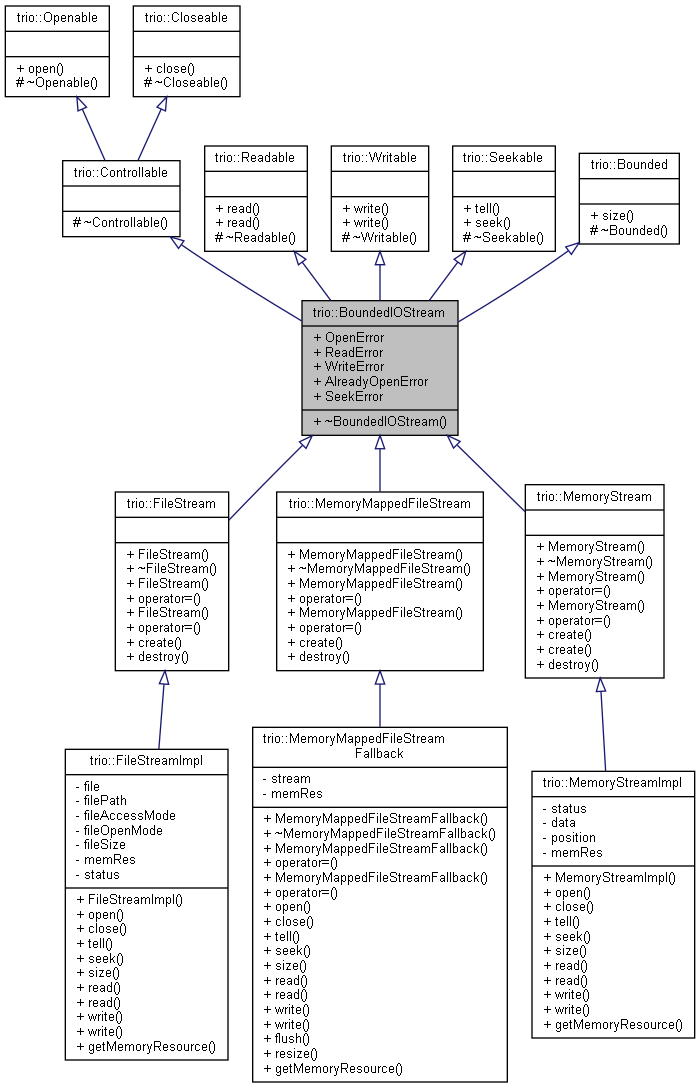 trio::Openable
+ open()
# ~Openable()
trio::Closeable
+ close()
# ~Closeable()
trio::Controllable
# ~Controllable()
trio::Readable
+ read()
+ read()
# ~Readable()
trio::Writable
+ write()
+ write()
# ~Writable()
trio::Seekable
+ tell()
+ seek()
# ~Seekable()
trio::Bounded
+ size()
# ~Bounded()
trio::BoundedIOStream
+ OpenError
+ ReadError
+ WriteError
+ AlreadyOpenError
+ SeekError
+ ~BoundedIOStream()
trio::FileStream
+ FileStream()
+ ~FileStream()
+ FileStream()
+ operator=()
+ FileStream()
+ operator=()
+ create()
+ destroy()
trio::MemoryMappedFileStream
+ MemoryMappedFileStream()
+ ~MemoryMappedFileStream()
+ MemoryMappedFileStream()
+ operator=()
+ MemoryMappedFileStream()
+ operator=()
+ create()
+ destroy()
trio::MemoryStream
+ MemoryStream()
+ ~MemoryStream()
+ MemoryStream()
+ operator=()
+ MemoryStream()
+ operator=()
+ create()
+ create()
+ destroy()
trio::FileStreamImpl
- file
- filePath
- fileAccessMode
- fileOpenMode
- fileSize
- memRes
- status
+ FileStreamImpl()
+ open()
+ close()
+ tell()
+ seek()
+ size()
+ read()
+ read()
+ write()
+ write()
+ getMemoryResource()
trio::MemoryMappedFileStream
Fallback
- stream
- memRes
+ MemoryMappedFileStreamFallback()
+ ~MemoryMappedFileStreamFallback()
+ MemoryMappedFileStreamFallback()
+ operator=()
+ MemoryMappedFileStreamFallback()
+ operator=()
+ open()
+ close()
+ tell()
+ seek()
+ size()
+ read()
+ read()
+ write()
+ write()
+ flush()
+ resize()
+ getMemoryResource()
trio::MemoryStreamImpl
- status
- data
- position
- memRes
+ MemoryStreamImpl()
+ open()
+ close()
+ tell()
+ seek()
+ size()
+ read()
+ read()
+ write()
+ write()
+ getMemoryResource()